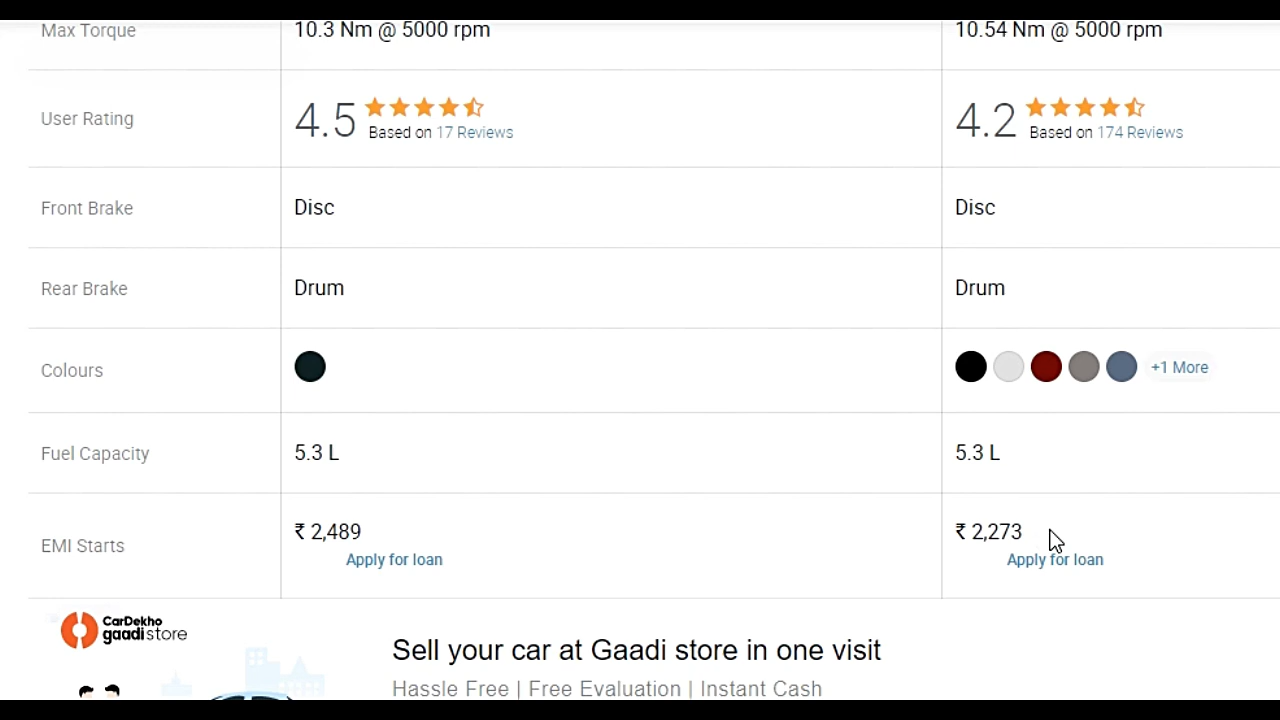 Max Torque 10.3 Nm @ 5000 rpm 10.54 Nm @ 5000 rpm
User Rating 4.5 Based on 17 Reviews 4.2 Based on 174 Reviews
Front Brake Disc Disc
Rear Brake Drum Drum
Colours +1 More
Fuel Capacity 5.3 L 5.3 L
EMI Starts ₹ 2,489 ₹ 2,273
Apply for loan Apply for loan
CarDekho
gaadi store
Sell your car at Gaadi store in one visit
Hassle Free | Free Evaluation | Instant Cash